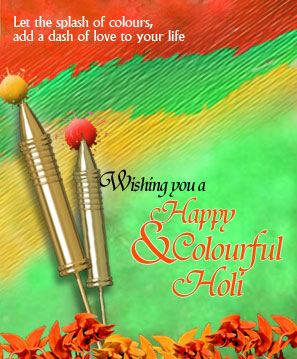 Let the splash of colours,
add a dash of love to your life
Wishing you a
Happy
& Colourful
Holi